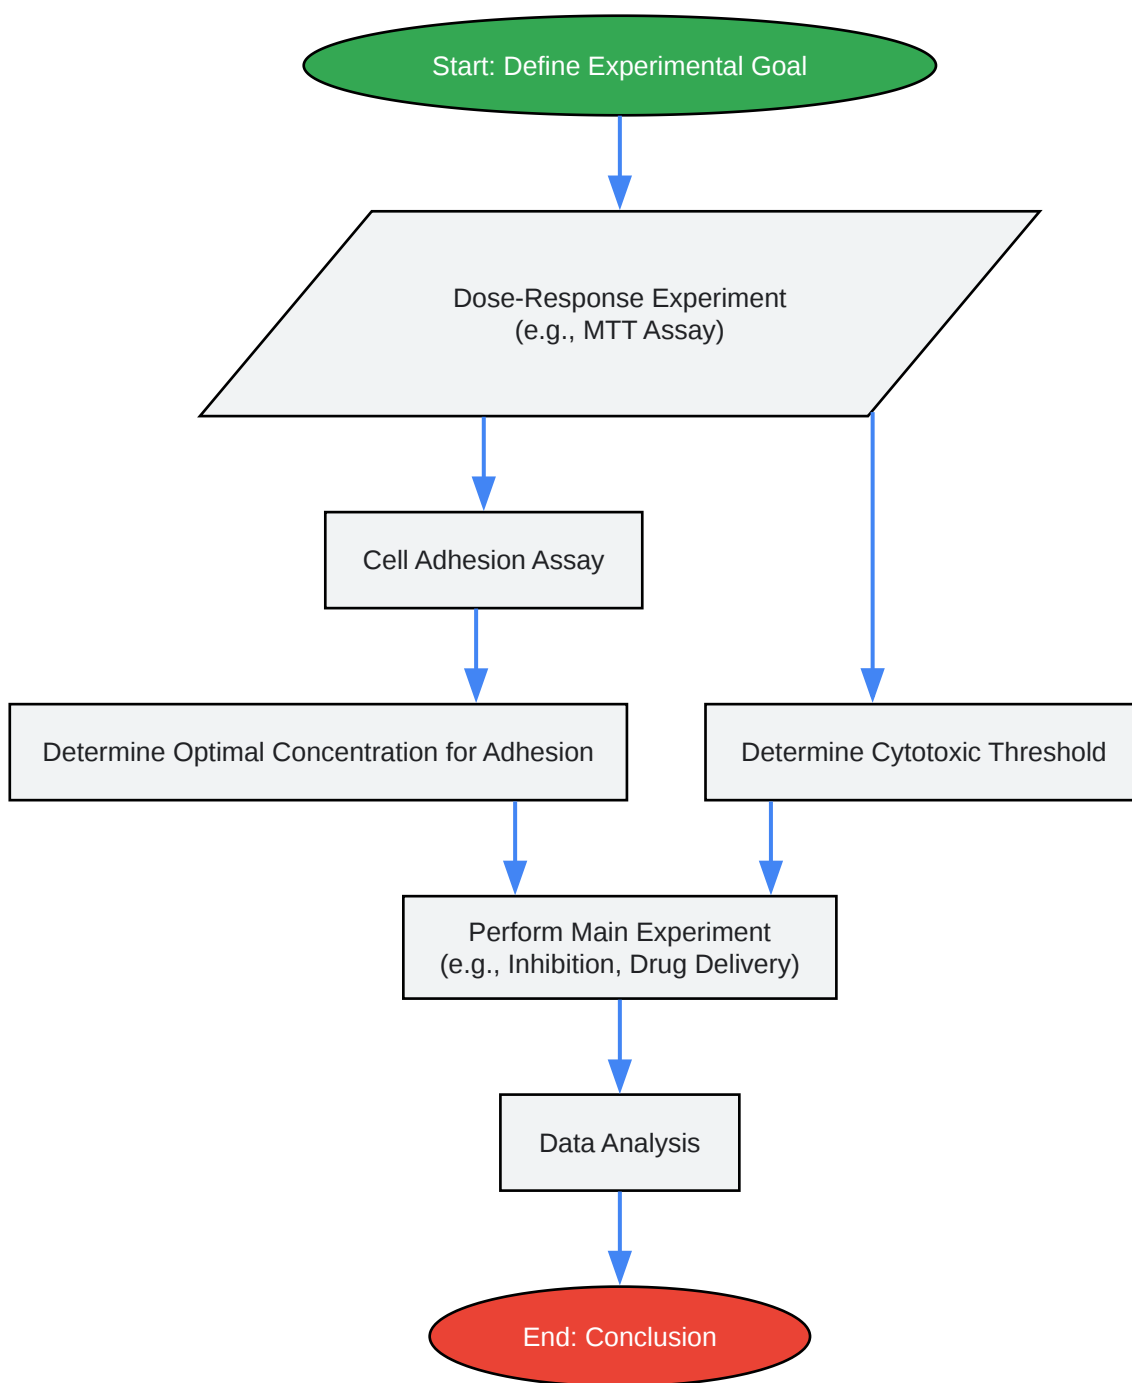 Start: Define Experimental Goal
Dose-Response Experiment
(e.g., MTT Assay)
Cell Adhesion Assay
Determine Optimal Concentration for Adhesion
Determine Cytotoxic Threshold
Perform Main Experiment
(e.g., Inhibition, Drug Delivery)
Data Analysis
End: Conclusion